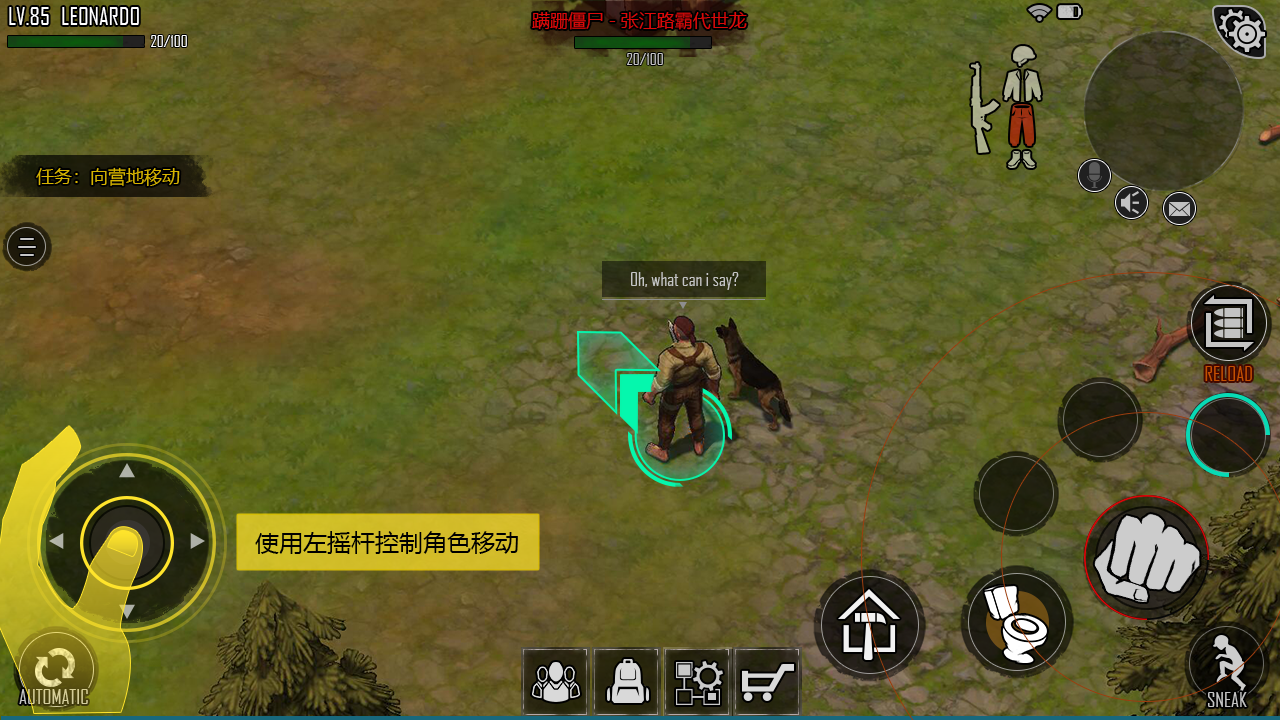 LV.85 LEONARDO
20/100
蹒跚僵尸 - 张江路霸代世龙
20/100
任务：向营地移动
Oh, what can i say?
RELOAD
使用左摇杆控制角色移动
AUTOMATIC
SNEAK